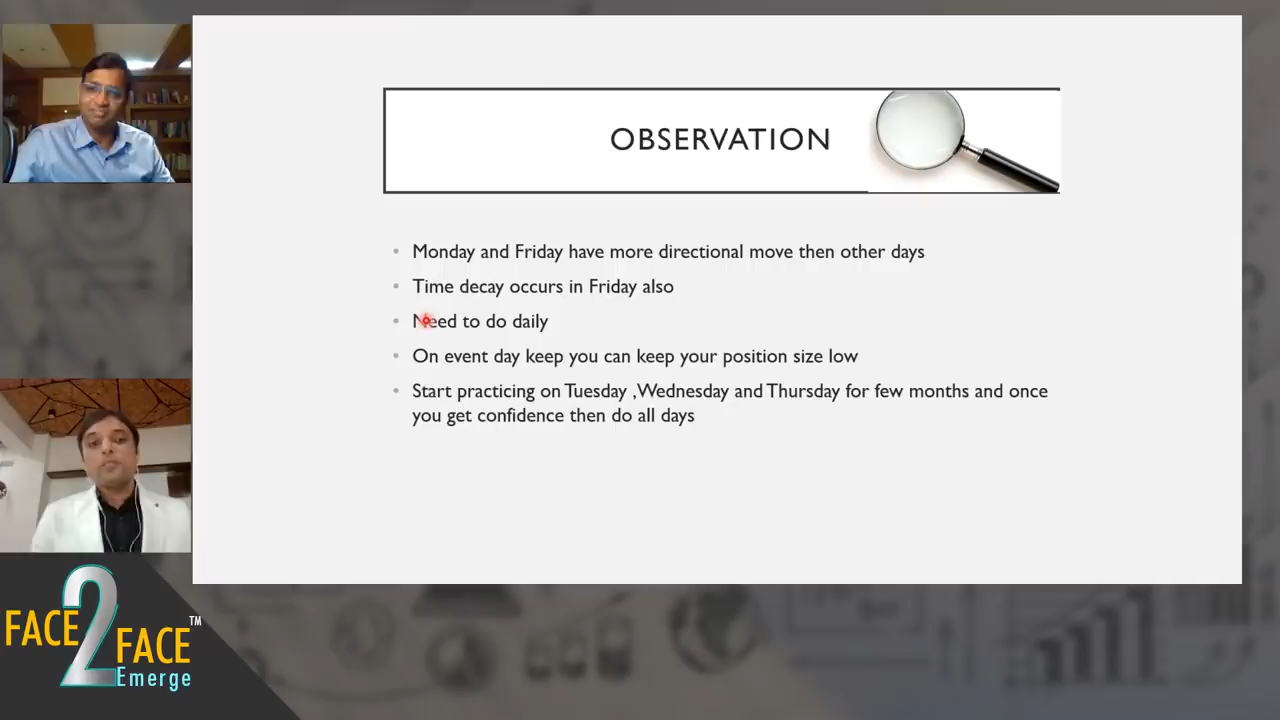 OBSERVATION
Monday and Friday have more directional move then other days
Time decay occurs in Friday also
Need to do daily
On event day keep you can keep your position size low
Start practicing on Tuesday ,Wednesday and Thursday for few months and once
you get confidence then do all days
FACE 2 FACE TM
Emerge